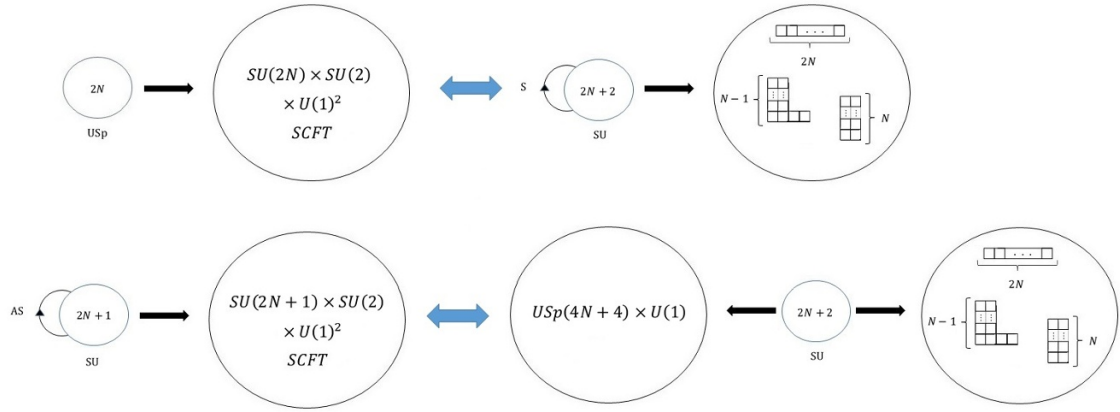 2N
USp
SU(2N) × SU(2)
× U(1)²
SCFT
S
2N + 2
SU
. . .
2N
N − 1
N
AS
2N + 1
SU
SU(2N + 1) × SU(2)
× U(1)²
SCFT
USp(4N + 4) × U(1)
2N + 2
SU
. . .
2N
N − 1
N